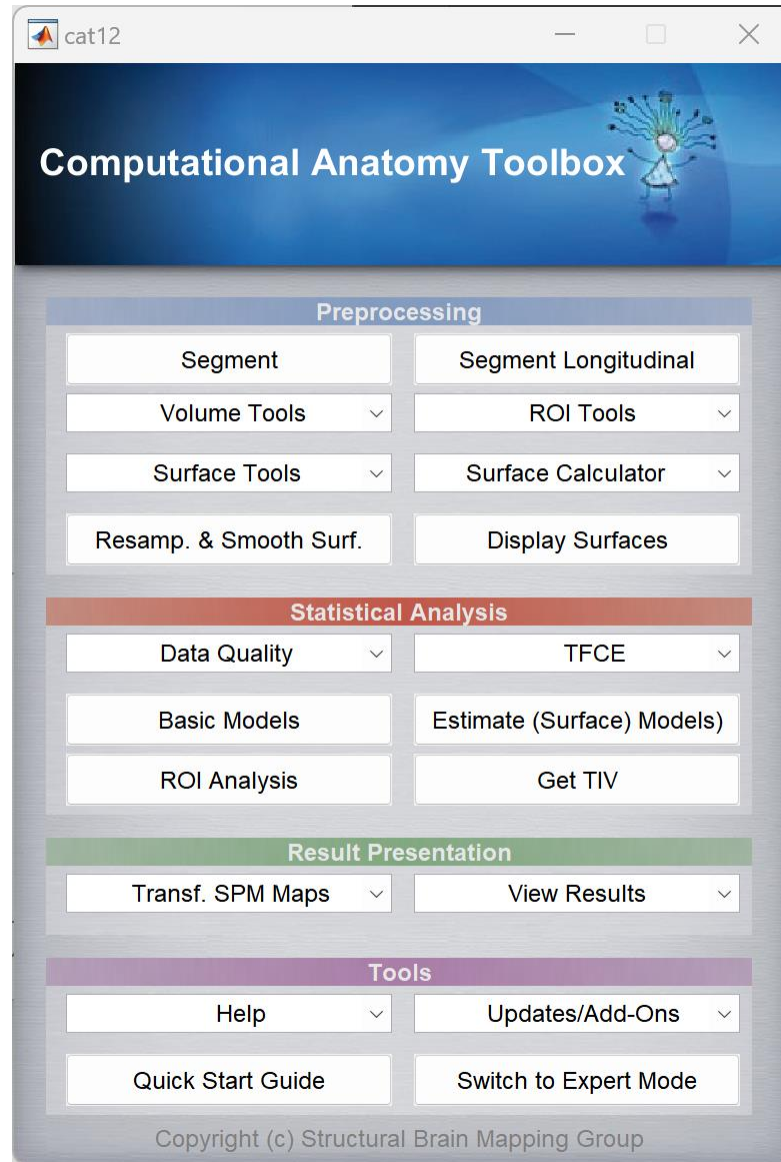 cat12
Computational Anatomy Toolbox
Preprocessing
Segment
Segment Longitudinal
Volume Tools
ROI Tools
Surface Tools
Surface Calculator
Resamp. & Smooth Surf.
Display Surfaces
Statistical Analysis
Data Quality
TFCE
Basic Models
Estimate (Surface) Models)
ROI Analysis
Get TIV
Result Presentation
Transf. SPM Maps
View Results
Tools
Help
Updates/Add-Ons
Quick Start Guide
Switch to Expert Mode
Copyright (c) Structural Brain Mapping Group